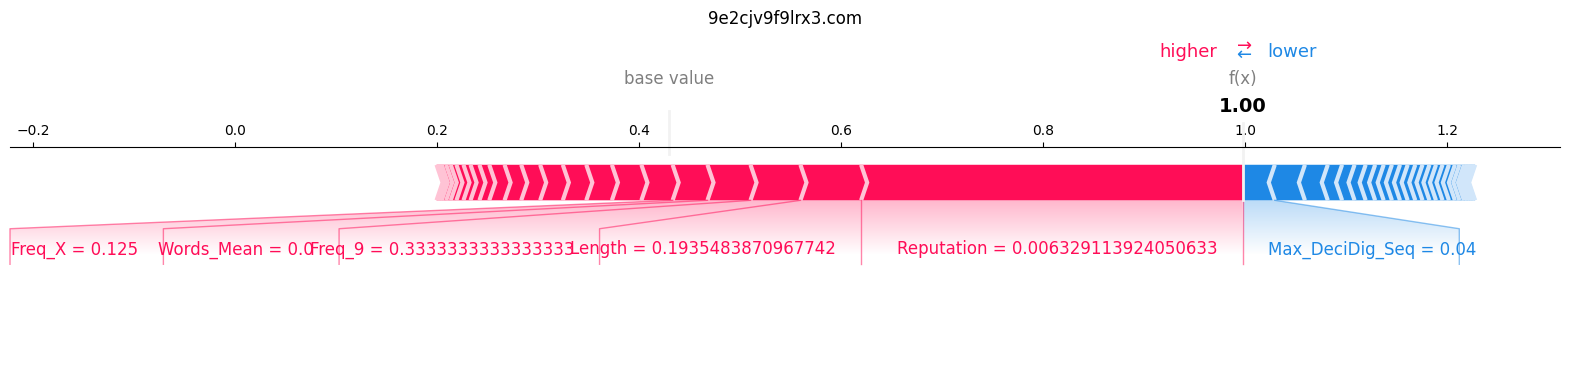 9e2cjv9f9lrx3.com
higher ⇄ lower
base value f(x)
1.00
−0.2 0.0 0.2 0.4 0.6 0.8 1.0 1.2
Freq_X = 0.125 Words_Mean = 0.0 Freq_9 = 0.3333333333333333 Length = 0.1935483870967742 Reputation = 0.006329113924050633 Max_DeciDig_Seq = 0.04